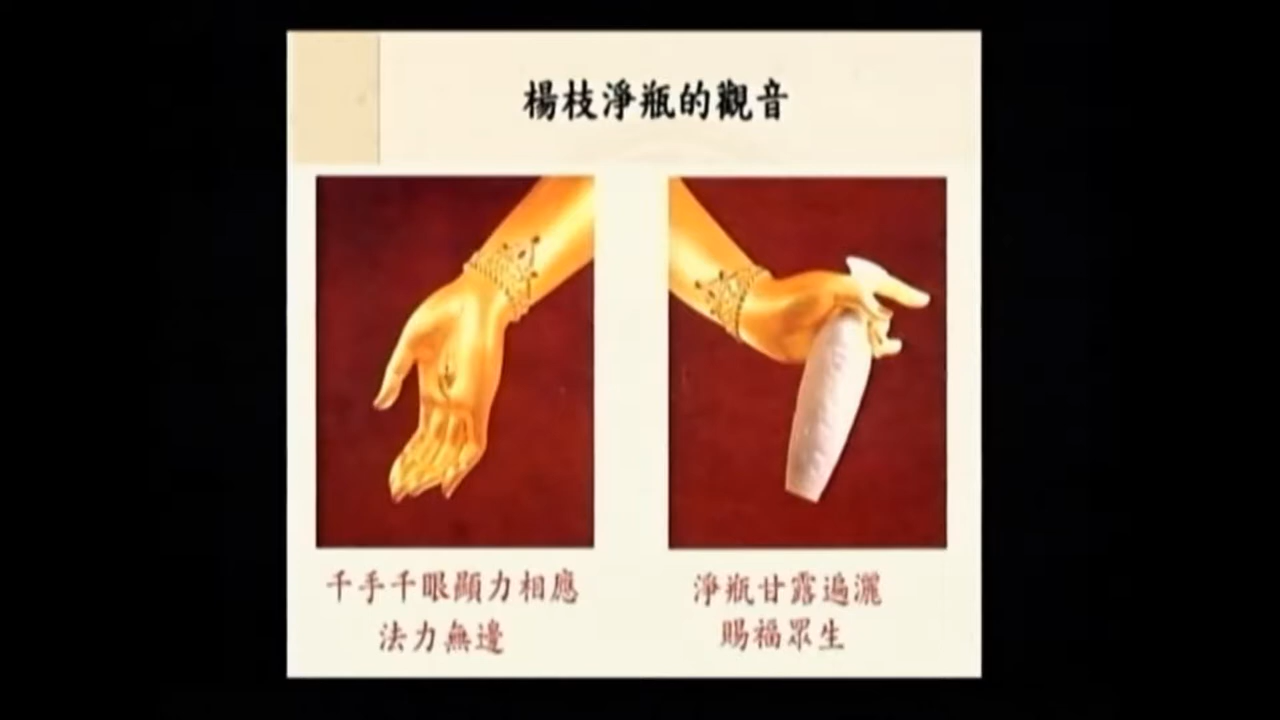 楊枝淨瓶的觀音
千手千眼顯力相應
法力無邊
淨瓶甘露遍灑
賜福眾生